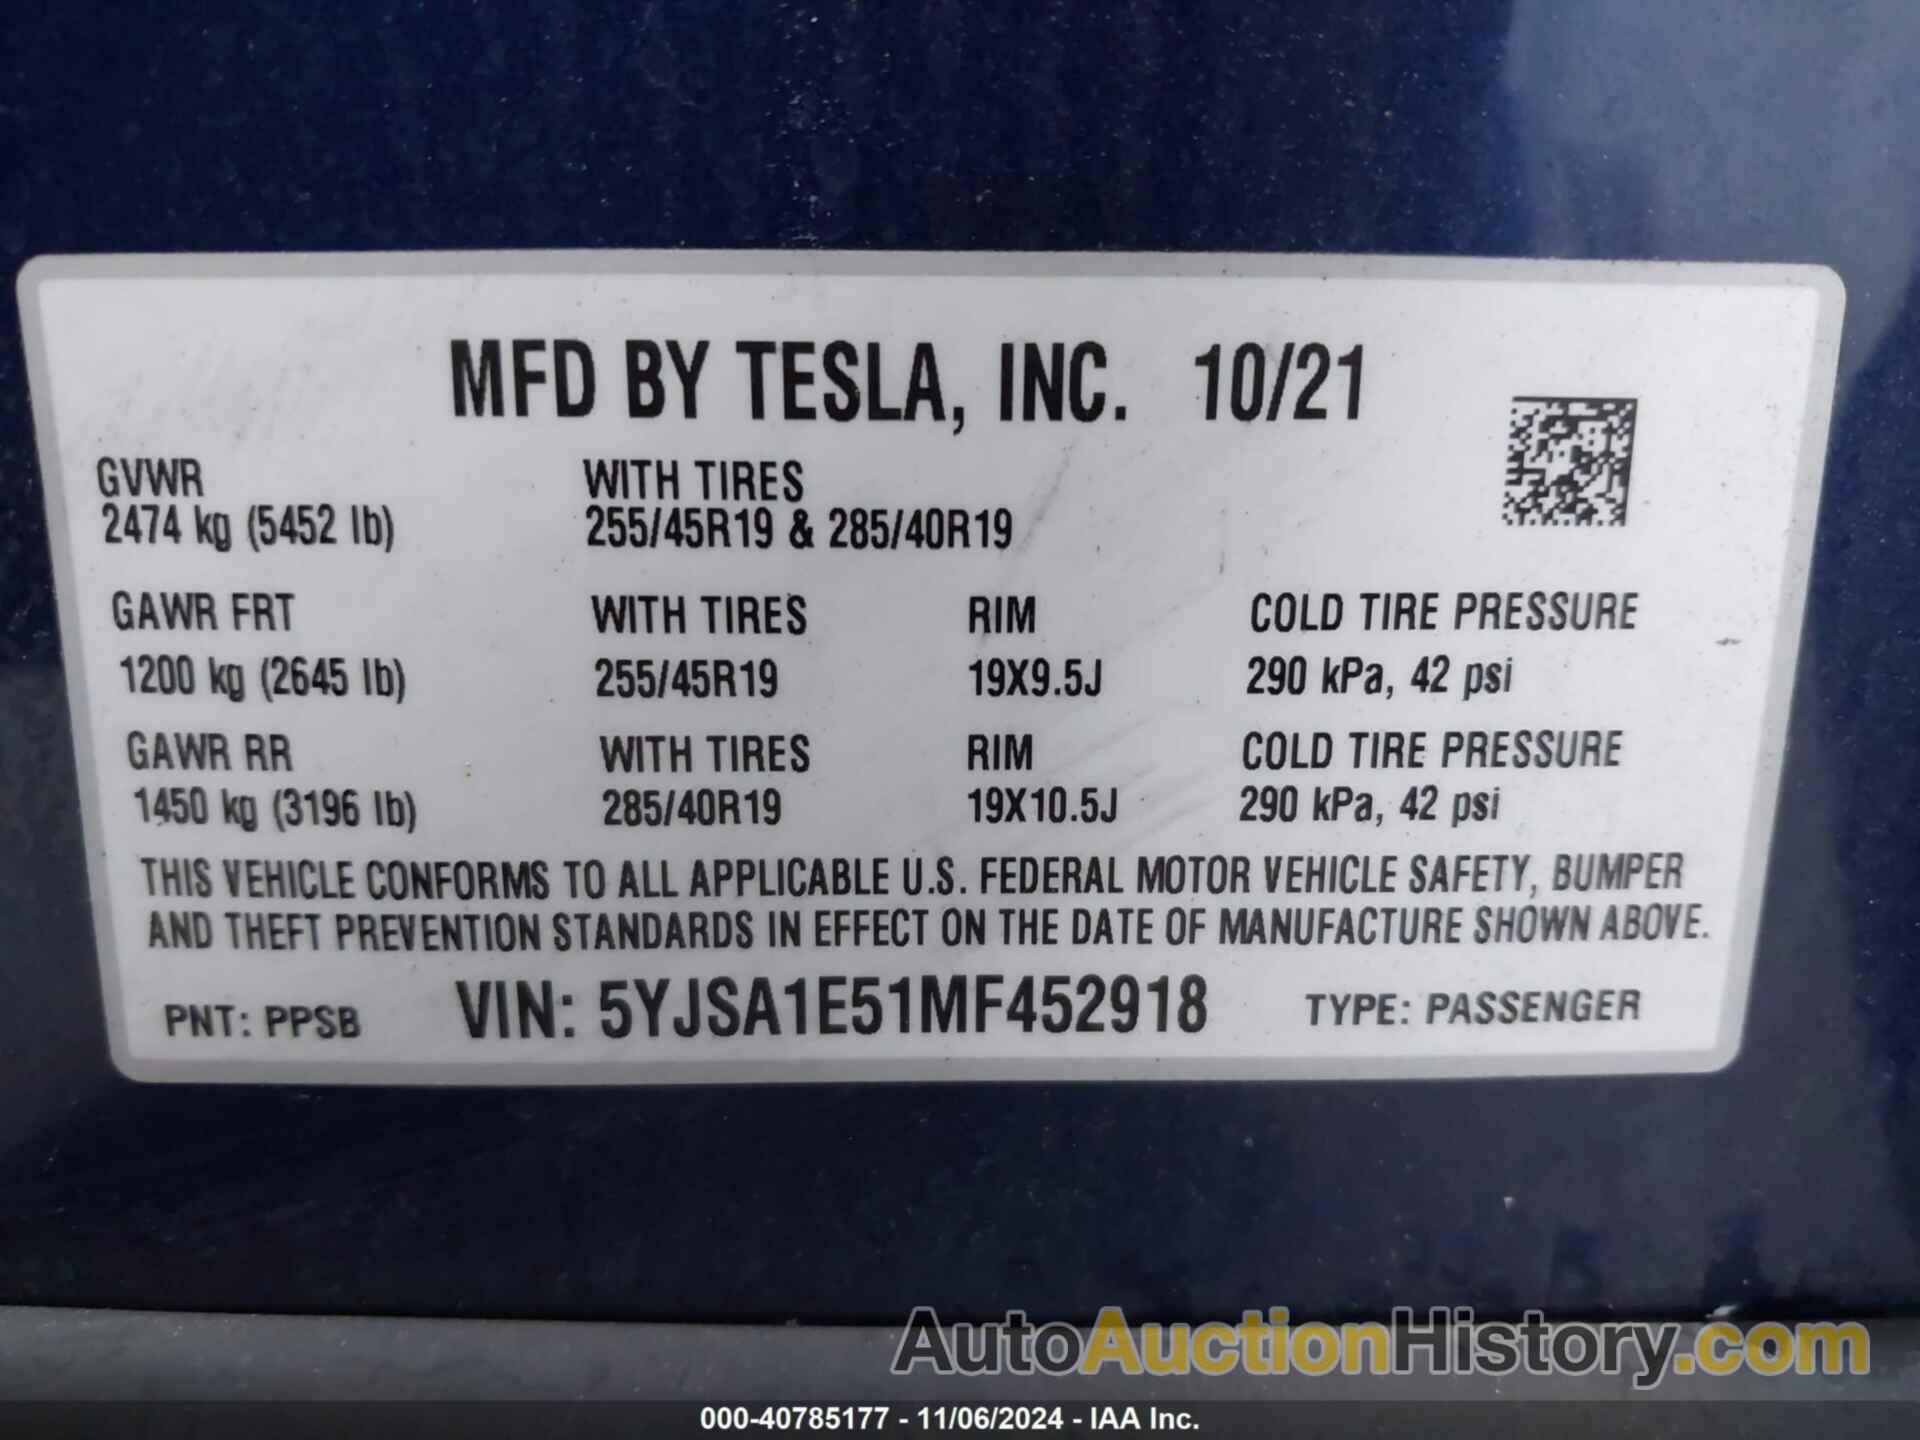 MFD BY TESLA, INC. 10/21
GVWR WITH TIRES
2474 kg (5452 lb) 255/45R19 & 285/40R19
GAWR FRT WITH TIRES RIM COLD TIRE PRESSURE
1200 kg (2645 lb) 255/45R19 19X9.5J 290 kPa, 42 psi
GAWR RR WITH TIRES RIM COLD TIRE PRESSURE
1450 kg (3196 lb) 285/40R19 19X10.5J 290 kPa, 42 psi
THIS VEHICLE CONFORMS TO ALL APPLICABLE U.S. FEDERAL MOTOR VEHICLE SAFETY, BUMPER
AND THEFT PREVENTION STANDARDS IN EFFECT ON THE DATE OF MANUFACTURE SHOWN ABOVE.
PNT: PPSB VIN: 5YJSA1E51MF452918 TYPE: PASSENGER
AutoAuctionHistory.com
000-40785177 - 11/06/2024 - IAA Inc.